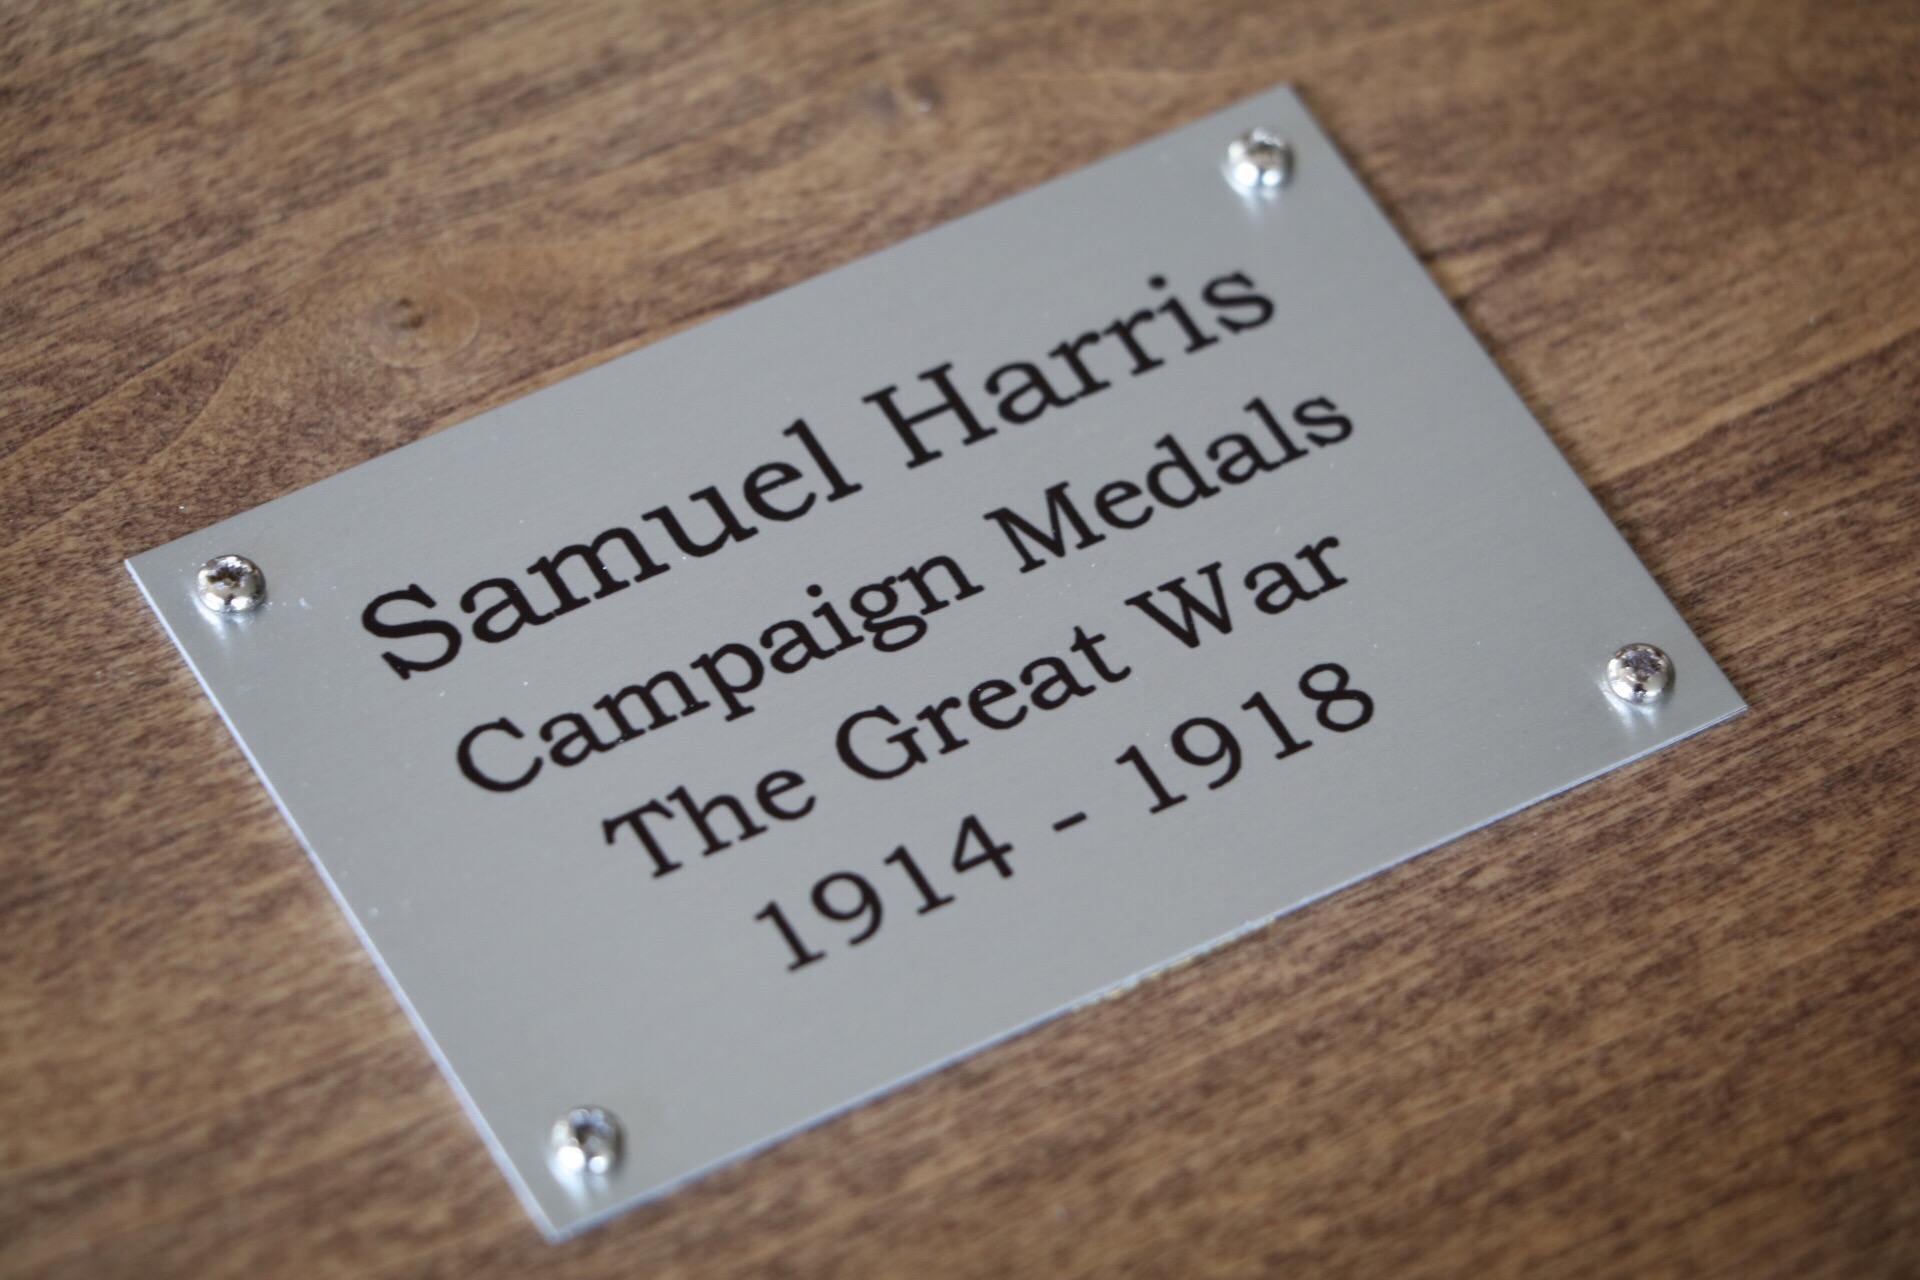 Samuel Harris
Campaign Medals
The Great War
1914 - 1918